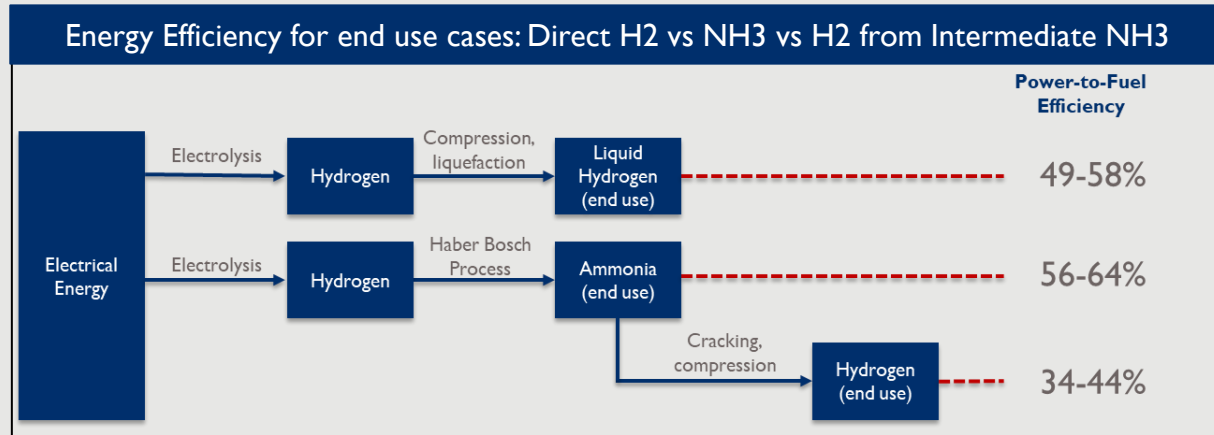 Energy Efficiency for end use cases: Direct H2 vs NH3 vs H2 from Intermediate NH3
Power-to-Fuel
Efficiency
Electrical
Energy
Electrolysis
Hydrogen
Compression,
liquefaction
Liquid
Hydrogen
(end use)
49-58%
Electrolysis
Hydrogen
Haber Bosch
Process
Ammonia
(end use)
56-64%
Cracking,
compression
Hydrogen
(end use)
34-44%